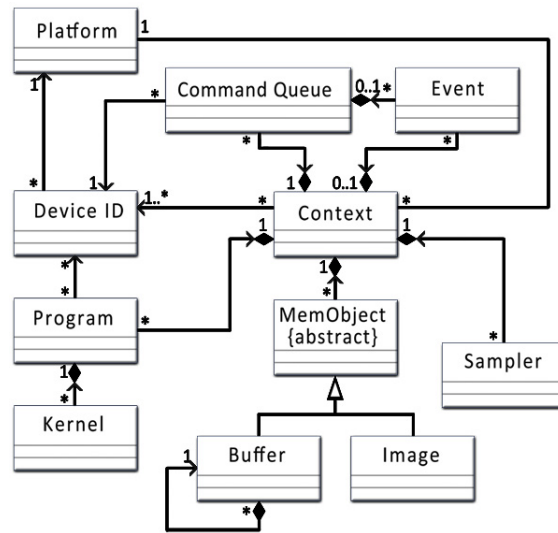 Platform
1
1
Command Queue
*
0..1
*
Event
*
*
1
0..1
*
1
Device ID
1..*
*
Context
*
1
1
*
*
1
*
MemObject
{abstract}
Program
*
*
Sampler
1
*
Kernel
1
Buffer
*
Image